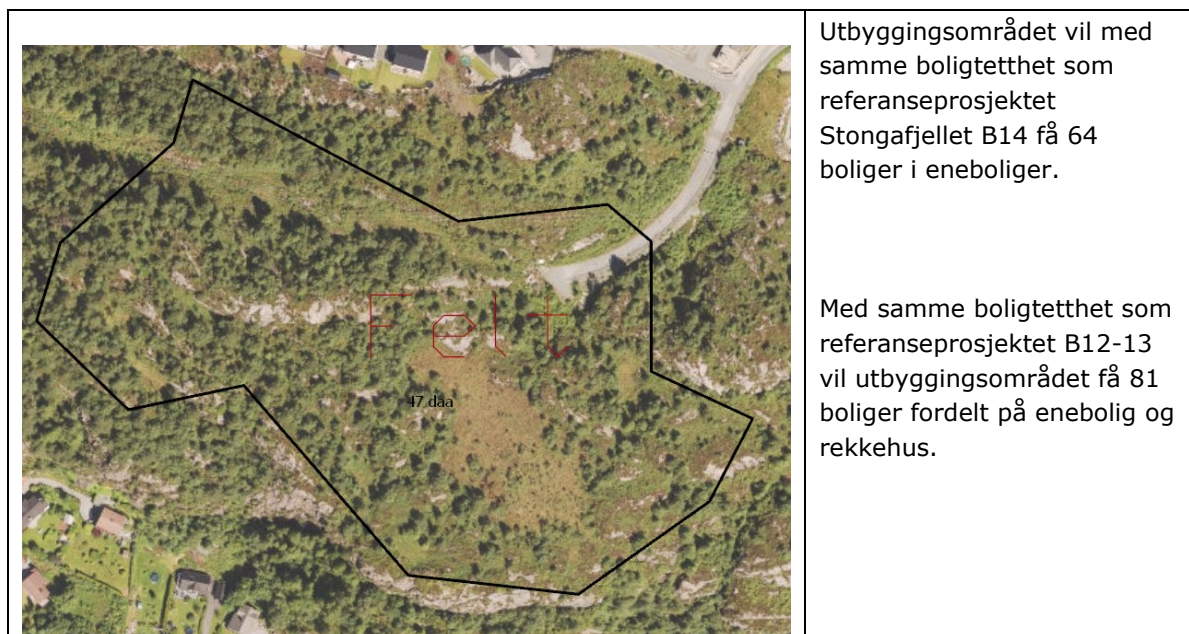 Felt
47 daa
Utbyggingsområdet vil med
samme boligtetthet som
referanseprosjektet
Stongafjellet B14 få 64
boliger i eneboliger.
Med samme boligtetthet som
referanseprosjektet B12-13
vil utbyggingsområdet få 81
boliger fordelt på enebolig og
rekkehus.